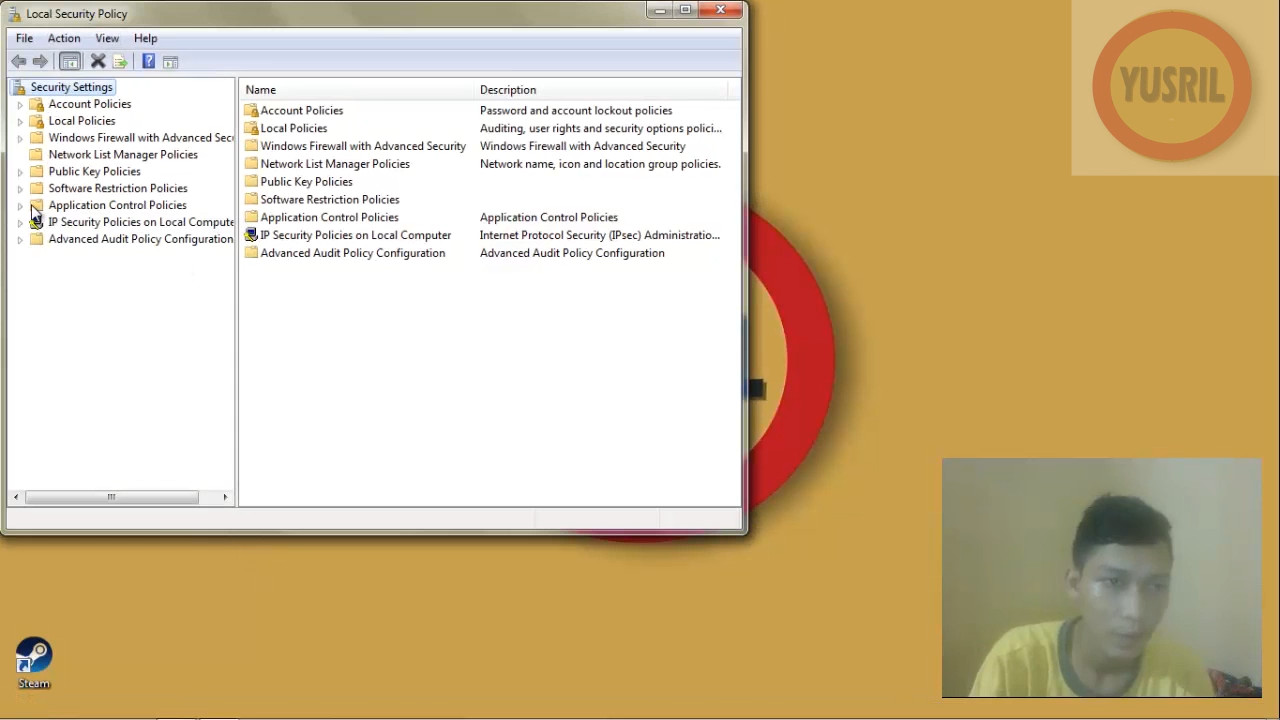 Local Security Policy
File Action View Help
Security Settings
Account Policies
Local Policies
Windows Firewall with Advanced Sec
Network List Manager Policies
Public Key Policies
Software Restriction Policies
Application Control Policies
IP Security Policies on Local Compute
Advanced Audit Policy Configuration
Name Description
Account Policies Password and account lockout policies
Local Policies Auditing, user rights and security options polici...
Windows Firewall with Advanced Security Windows Firewall with Advanced Security
Network List Manager Policies Network name, icon and location group policies.
Public Key Policies
Software Restriction Policies
Application Control Policies Application Control Policies
IP Security Policies on Local Computer Internet Protocol Security (IPsec) Administratio...
Advanced Audit Policy Configuration Advanced Audit Policy Configuration
YUSRIL
Steam